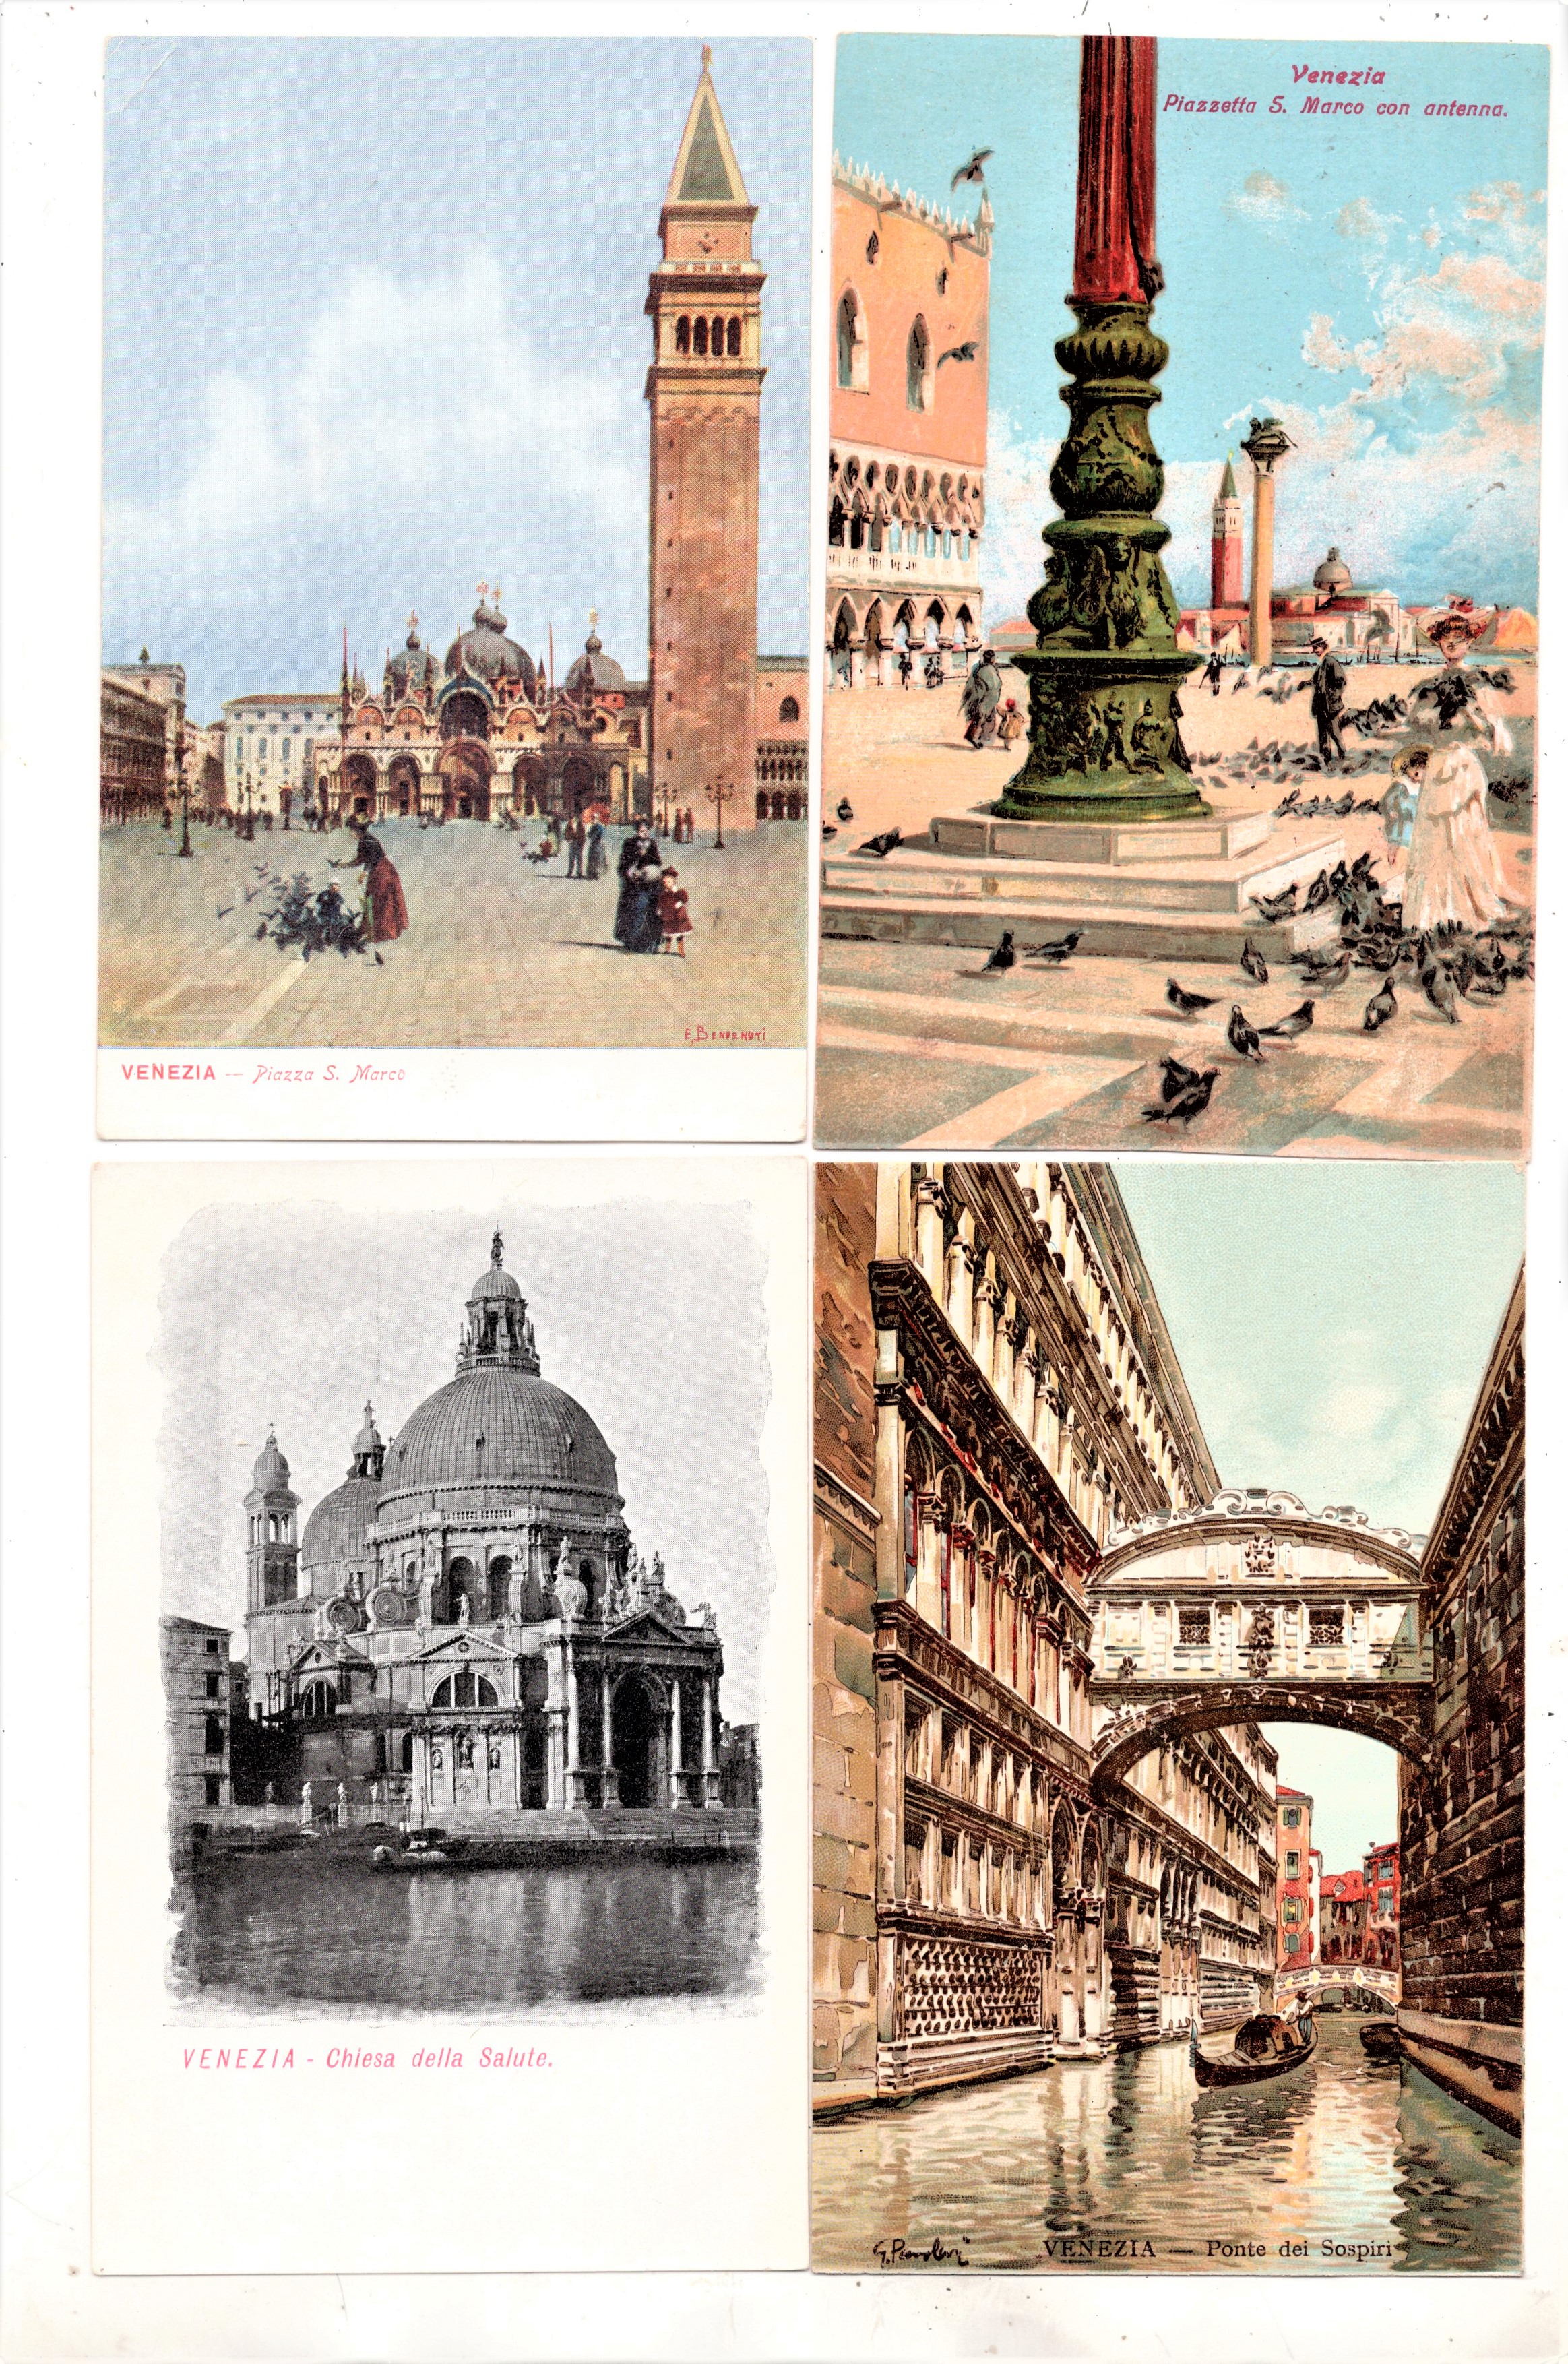 E. BENVENUTI
VENEZIA — Piazza S. Marco
Venezia
Piazzetta S. Marco con antenna.
VENEZIA - Chiesa della Salute.
VENEZIA — Ponte dei Sospiri